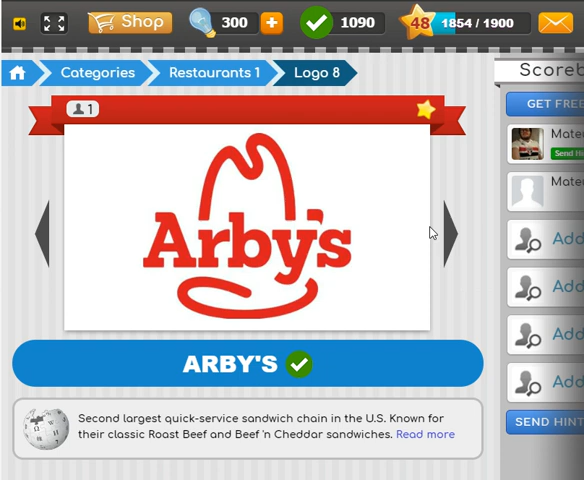 Shop
300
1090
48
1854 / 1900
Categories
Restaurants 1
Logo 8
1
Arby's
ARBY'S
Second largest quick-service sandwich chain in the U.S. Known for
their classic Roast Beef and Beef 'n Cheddar sandwiches. Read more
Scoreb
GET FREE
Mate
Send Hi
Mate
Add
Add
Add
Add
SEND HINT